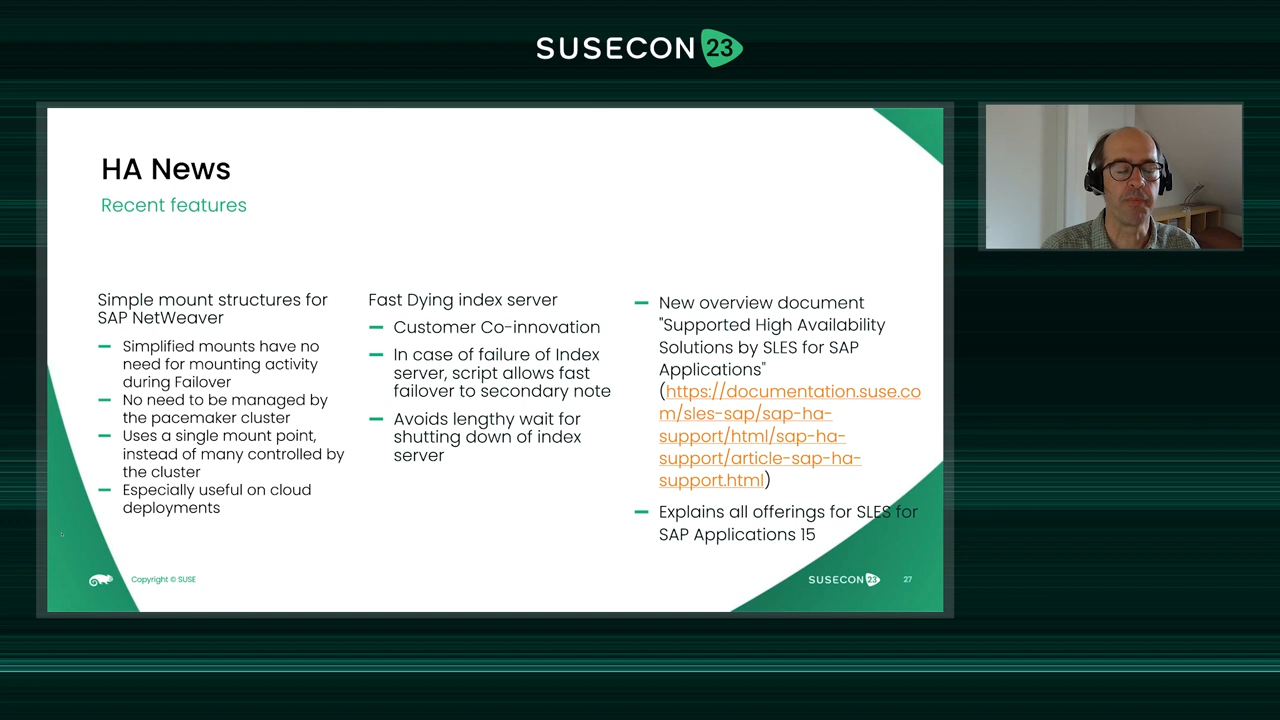 SUSECON 23
HA News
Recent features
Simple mount structures for
SAP NetWeaver
Simplified mounts have no
need for mounting activity
during Failover
No need to be managed by
the pacemaker cluster
Uses a single mount point,
instead of many controlled by
the cluster
Especially useful on cloud
deployments
Fast Dying index server
Customer Co-innovation
In case of failure of Index
server, script allows fast
failover to secondary note
Avoids lengthy wait for
shutting down of index
server
New overview document
"Supported High Availability
Solutions by SLES for SAP
Applications"
(https://documentation.suse.co
m/sles-sap/sap-ha-
support/html/sap-ha-
support/article-sap-ha-
support.html)
Explains all offerings for SLES for
SAP Applications 15
Copyright © SUSE
SUSECON 23
27